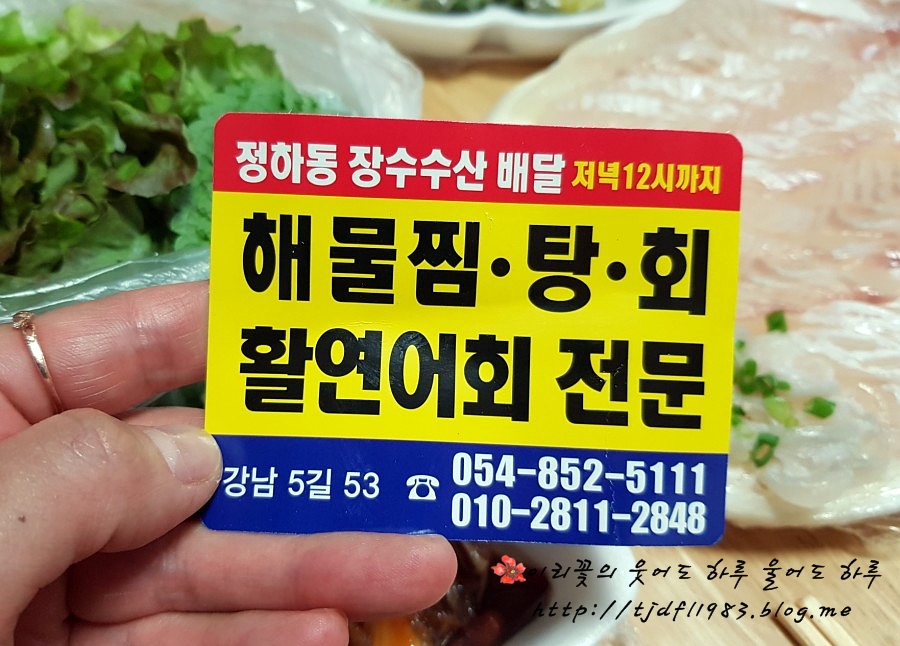 정하동 장수수산 배달 저녁12시까지
해물찜·탕·회
활연어회 전문
강남 5길 53 ☎ 054-852-5111
010-2811-2848
꽃의 웃어도 하루 울어도 하루
http://tjdfl1983.blog.me